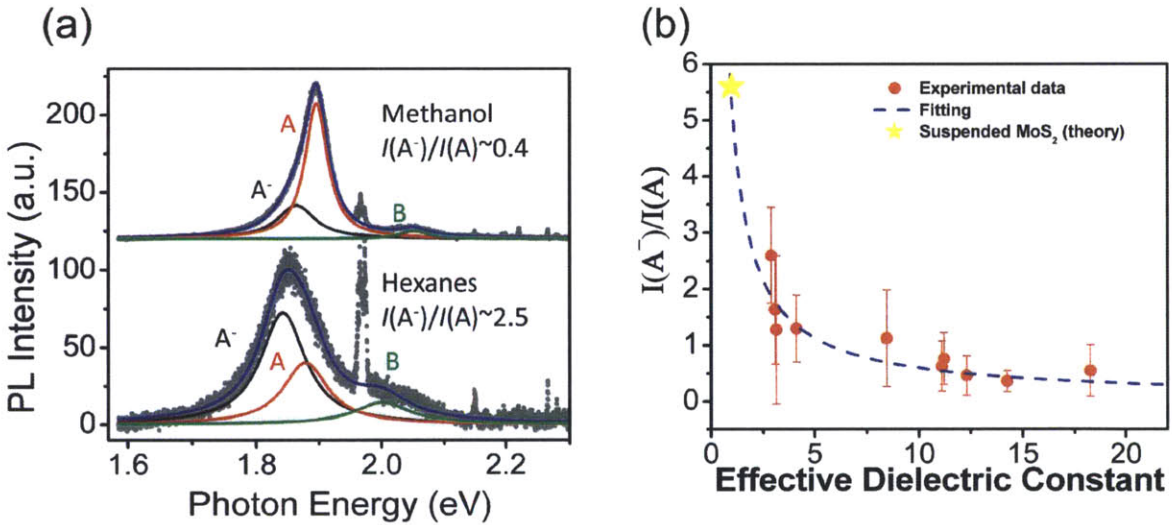 (a)
PL Intensity (a.u.)
200
150
100
50
0
A
Methanol
I(A⁻)/I(A)~0.4
A⁻
B
Hexanes
I(A⁻)/I(A)~2.5
A⁻
A
B
1.6
1.8
2.0
2.2
Photon Energy (eV)
(b)
I(A⁻)/I(A)
6
5
4
3
2
1
0
Experimental data
Fitting
Suspended MoS₂ (theory)
0
5
10
15
20
Effective Dielectric Constant